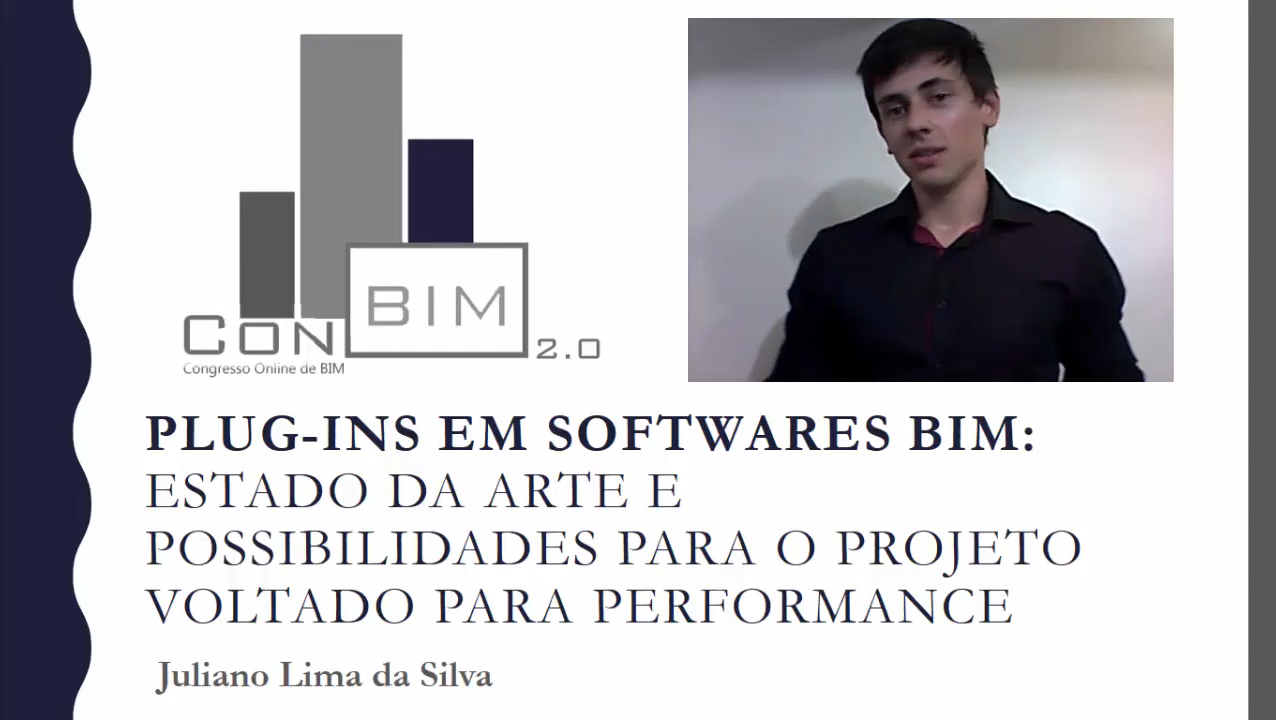 CON BIM 2.0
Congresso Online de BIM
PLUG-INS EM SOFTWARES BIM:
ESTADO DA ARTE E
POSSIBILIDADES PARA O PROJETO
VOLTADO PARA PERFORMANCE
Juliano Lima da Silva